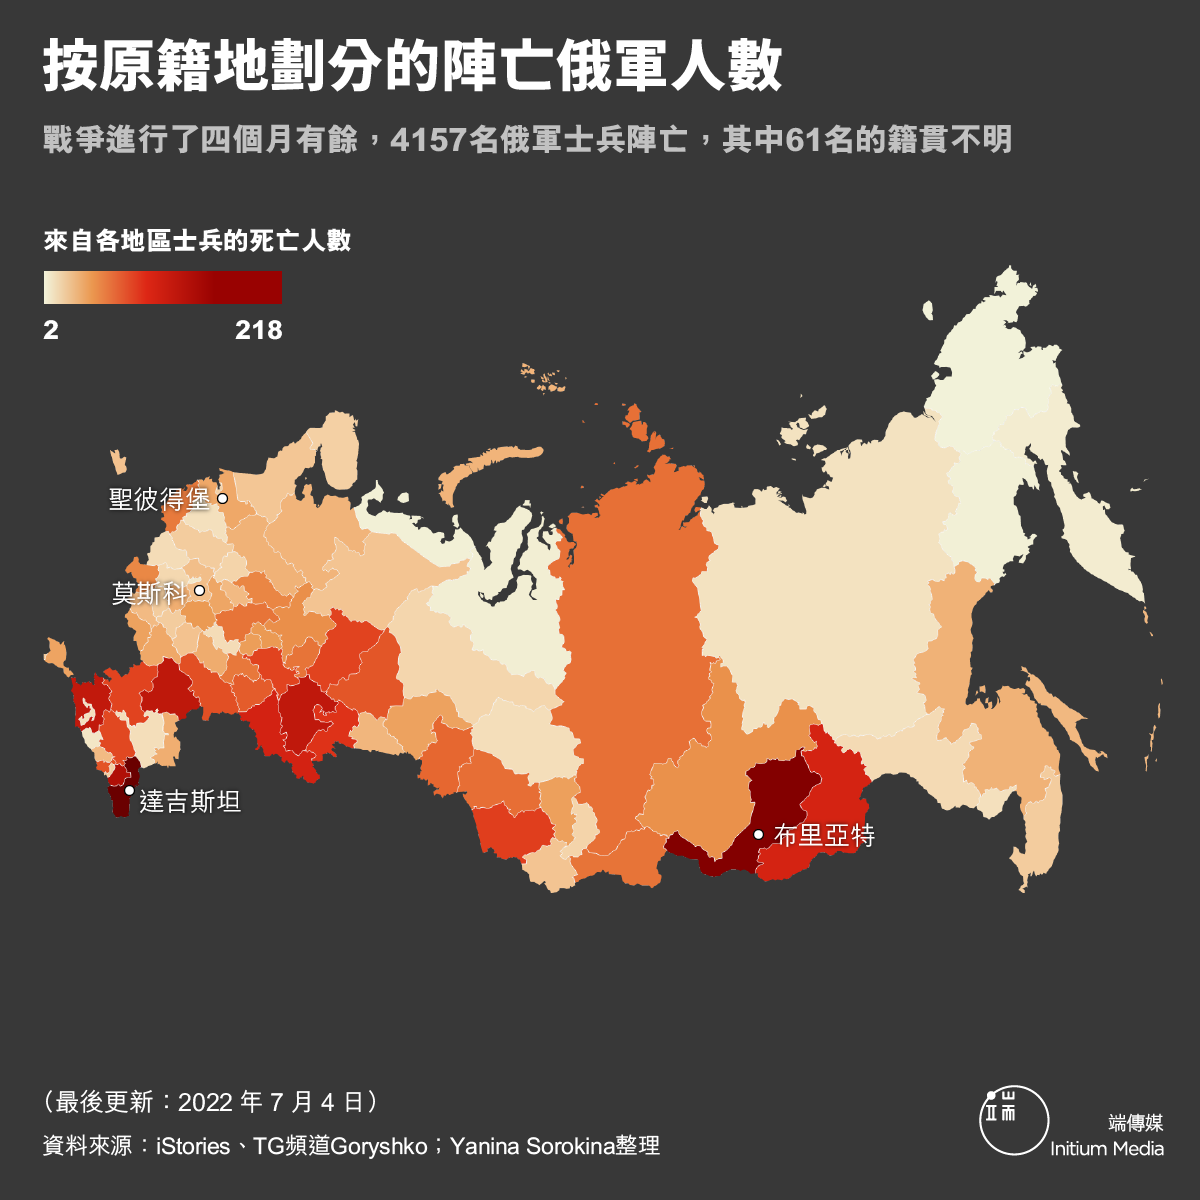 按原籍地劃分的陣亡俄軍人數
戰爭進行了四個月有餘，4157名俄軍士兵陣亡，其中61名的籍貫不明
來自各地區士兵的死亡人數
2 218
聖彼得堡
莫斯科
達吉斯坦
布里亞特
（最後更新：2022 年 7 月 4 日）
資料來源：iStories、TG頻道Goryshko；Yanina Sorokina整理
端
端傳媒
Initium Media